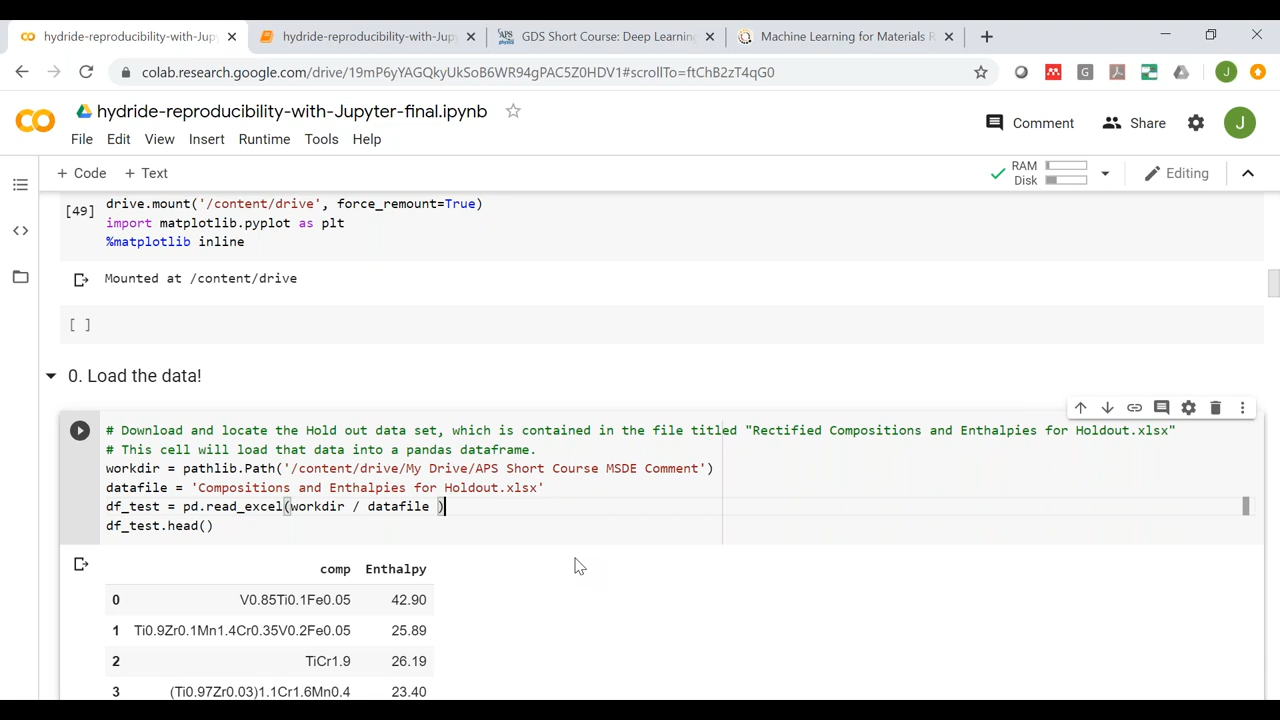 hydride-reproducibility-with-Jup
hydride-reproducibility-with-Jup
GDS Short Course: Deep Learning
Machine Learning for Materials R
colab.research.google.com/drive/19mP6yYAGQkyUkSoB6WR94gPAC5Z0HDV1#scrollTo=ftChB2zT4qG0
J
hydride-reproducibility-with-Jupyter-final.ipynb
Comment
Share
J
File Edit View Insert Runtime Tools Help
+ Code + Text
RAM
Disk
Editing
drive.mount('/content/drive', force_remount=True)
[49]
import matplotlib.pyplot as plt
%matplotlib inline
Mounted at /content/drive
[ ]
0. Load the data!
# Download and locate the Hold out data set, which is contained in the file titled "Rectified Compositions and Enthalpies for Holdout.xlsx"
# This cell will load that data into a pandas dataframe.
workdir = pathlib.Path('/content/drive/My Drive/APS Short Course MSDE Comment')
datafile = 'Compositions and Enthalpies for Holdout.xlsx'
df_test = pd.read_excel(workdir / datafile )
df_test.head()
comp Enthalpy
0 V0.85Ti0.1Fe0.05 42.90
1 Ti0.9Zr0.1Mn1.4Cr0.35V0.2Fe0.05 25.89
2 TiCr1.9 26.19
3 (Ti0.97Zr0.03)1.1Cr1.6Mn0.4 23.40